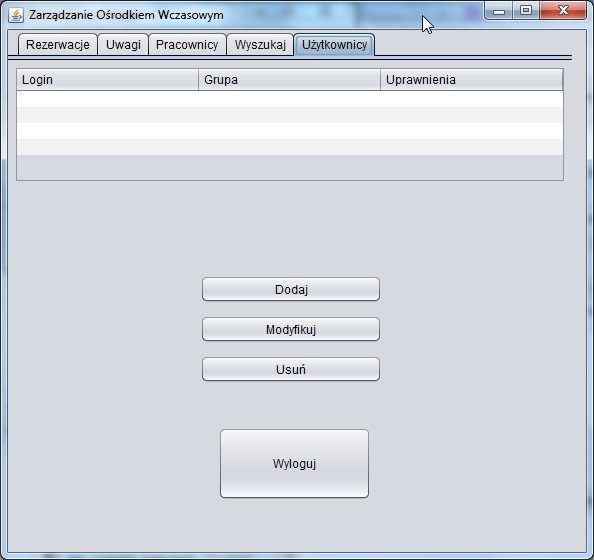 Zarządzanie Ośrodkiem Wczasowym
Rezerwacje Uwagi Pracownicy Wyszukaj Użytkownicy
Login Grupa Uprawnienia
Dodaj
Modyfikuj
Usuń
Wyloguj